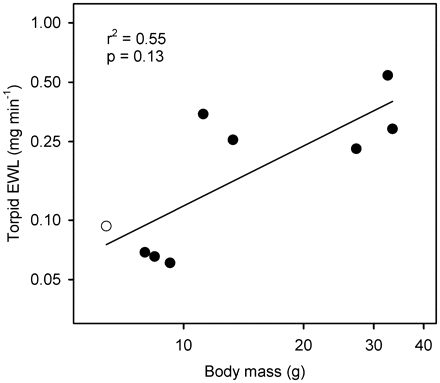 r² = 0.55
p = 0.13
Torpid EWL (mg min⁻¹)
1.00
0.50
0.25
0.10
0.05
10
20
30
40
Body mass (g)